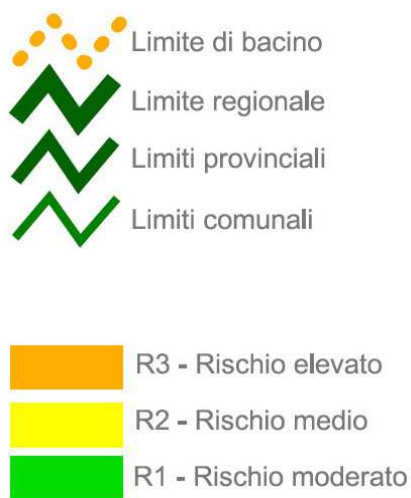 Limite di bacino
Limite regionale
Limiti provinciali
Limiti comunali
R3 - Rischio elevato
R2 - Rischio medio
R1 - Rischio moderato